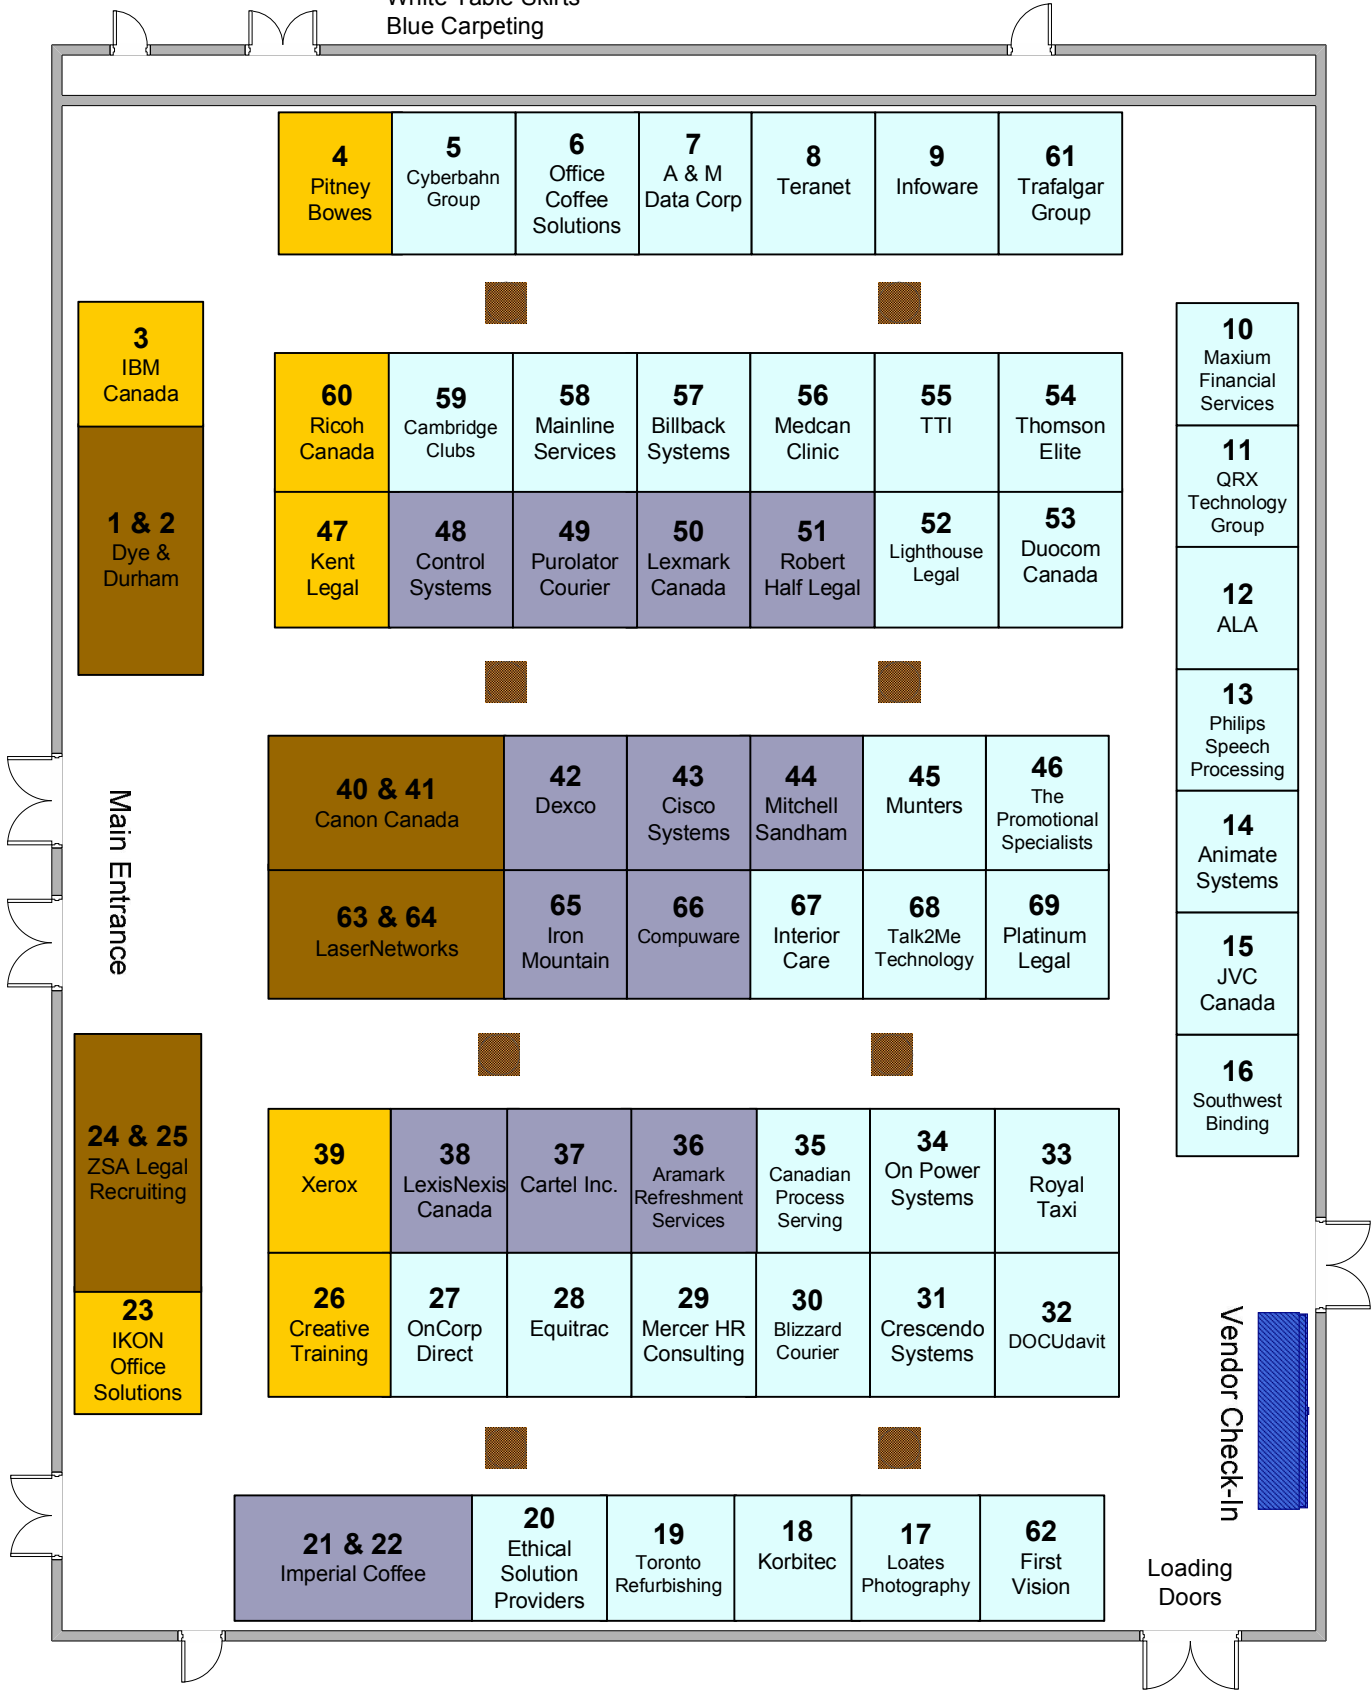 White Table Skirts
Blue Carpeting
4
Pitney
Bowes
5
Cyberbahn
Group
6
Office
Coffee
Solutions
7
A & M
Data Corp
8
Teranet
9
Infoware
61
Trafalgar
Group
3
IBM
Canada
1 & 2
Dye &
Durham
60
Ricoh
Canada
59
Cambridge
Clubs
58
Mainline
Services
57
Billback
Systems
56
Medcan
Clinic
55
TTI
54
Thomson
Elite
47
Kent
Legal
48
Control
Systems
49
Purolator
Courier
50
Lexmark
Canada
51
Robert
Half Legal
52
Lighthouse
Legal
53
Duocom
Canada
10
Maxium
Financial
Services
11
QRX
Technology
Group
12
ALA
13
Philips
Speech
Processing
14
Animate
Systems
15
JVC
Canada
16
Southwest
Binding
Main Entrance
40 & 41
Canon Canada
42
Dexco
43
Cisco
Systems
44
Mitchell
Sandham
45
Munters
46
The
Promotional
Specialists
63 & 64
LaserNetworks
65
Iron
Mountain
66
Compuware
67
Interior
Care
68
Talk2Me
Technology
69
Platinum
Legal
24 & 25
ZSA Legal
Recruiting
23
IKON
Office
Solutions
39
Xerox
38
LexisNexis
Canada
37
Cartel Inc.
36
Aramark
Refreshment
Services
35
Canadian
Process
Serving
34
On Power
Systems
33
Royal
Taxi
26
Creative
Training
27
OnCorp
Direct
28
Equitrac
29
Mercer HR
Consulting
30
Blizzard
Courier
31
Crescendo
Systems
32
DOCUdavit
Vendor Check-In
21 & 22
Imperial Coffee
20
Ethical
Solution
Providers
19
Toronto
Refurbishing
18
Korbitec
17
Loates
Photography
62
First
Vision
Loading
Doors